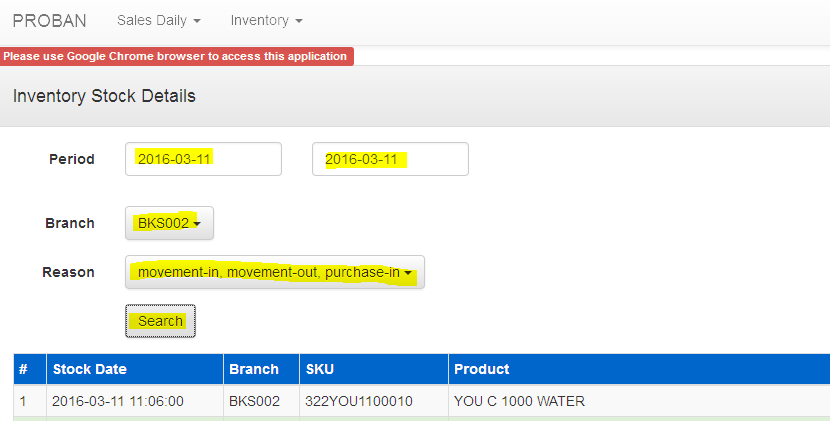 PROBAN Sales Daily Inventory
Please use Google Chrome browser to access this application
Inventory Stock Details
Period 2016-03-11 2016-03-11
Branch BKS002
Reason movement-in, movement-out, purchase-in
Search
# Stock Date Branch SKU Product
1 2016-03-11 11:06:00 BKS002 322YOU1100010 YOU C 1000 WATER